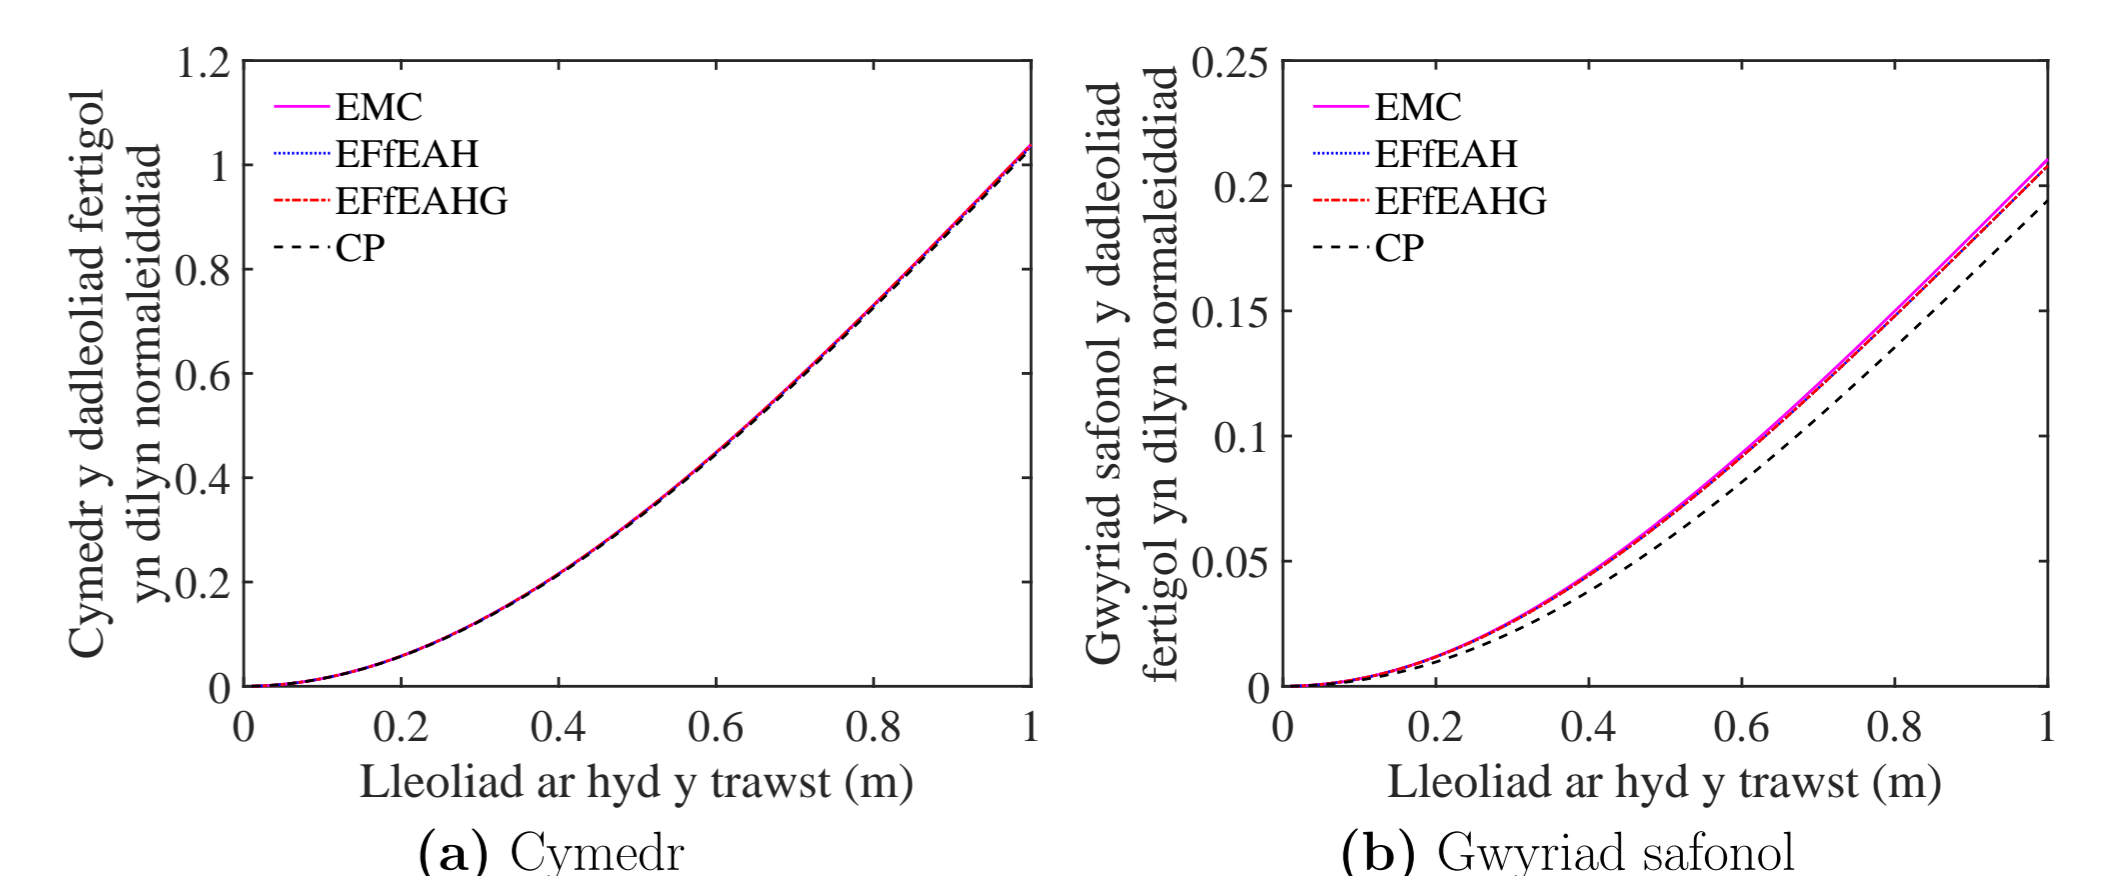 Cymedr y dadleoliad fertigol
yn dilyn normaleiddiad
1.2
1
0.8
0.6
0.4
0.2
0
EMC
EFfEAH
EFfEAHG
CP
0 0.2 0.4 0.6 0.8 1
Lleoliad ar hyd y trawst (m)
(a) Cymedr
Gwyriad safonol y dadleoliad
fertigol yn dilyn normaleiddiad
0.25
0.2
0.15
0.1
0.05
0
EMC
EFfEAH
EFfEAHG
CP
0 0.2 0.4 0.6 0.8 1
Lleoliad ar hyd y trawst (m)
(b) Gwyriad safonol